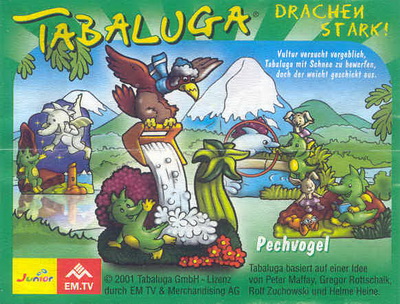 TABALUGA®
DRACHEN
STARK!
Vultur versucht vergeblich,
Tabaluga mit Schnee zu bewerfen,
doch der weicht geschickt aus.
Pechvogel
Junior
EM.TV
© 2001 Tabaluga GmbH – Lizenz
durch EM TV & Merchandising AG
Tabaluga basiert auf einer Idee
von Peter Maffay, Gregor Rottschalk,
Rolf Zuchowski und Helme Heine.